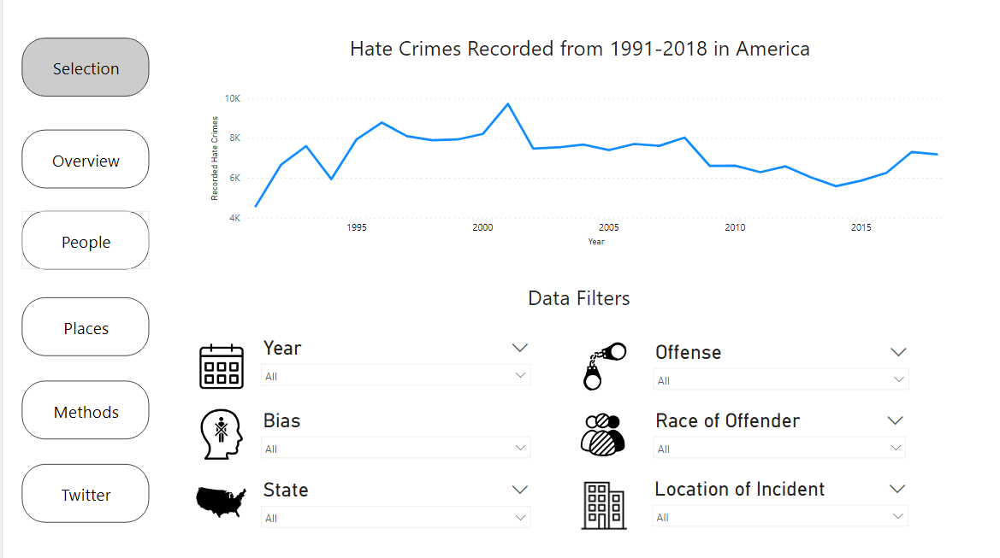 Selection
Overview
People
Places
Methods
Twitter
Hate Crimes Recorded from 1991-2018 in America
Recorded Hate Crimes
10K
8K
6K
4K
1995 2000 2005 2010 2015
Year
Data Filters
Year
All
Bias
All
State
All
Offense
All
Race of Offender
All
Location of Incident
All